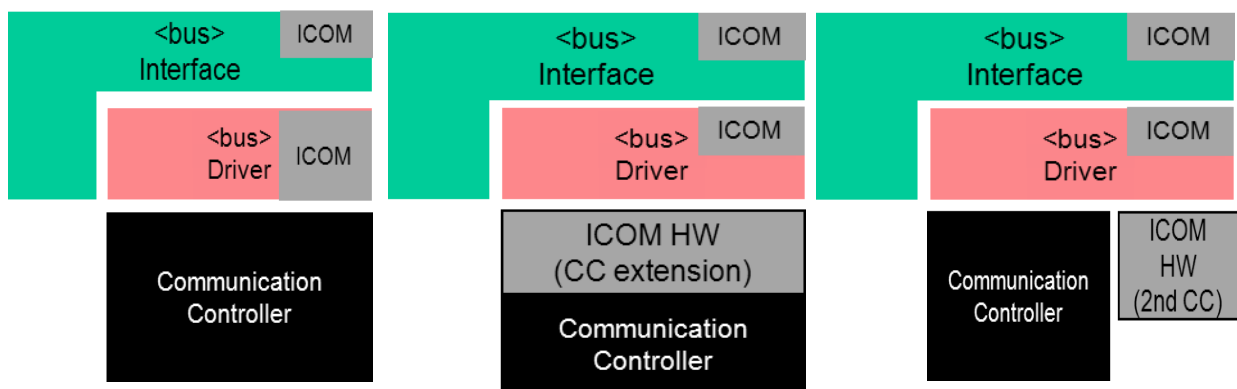 <bus>
Interface
ICOM
<bus>
Driver
ICOM
Communication
Controller
<bus>
Interface
ICOM
<bus>
Driver
ICOM
ICOM HW
(CC extension)
Communication
Controller
<bus>
Interface
ICOM
<bus>
Driver
ICOM
Communication
Controller
ICOM
HW
(2nd CC)